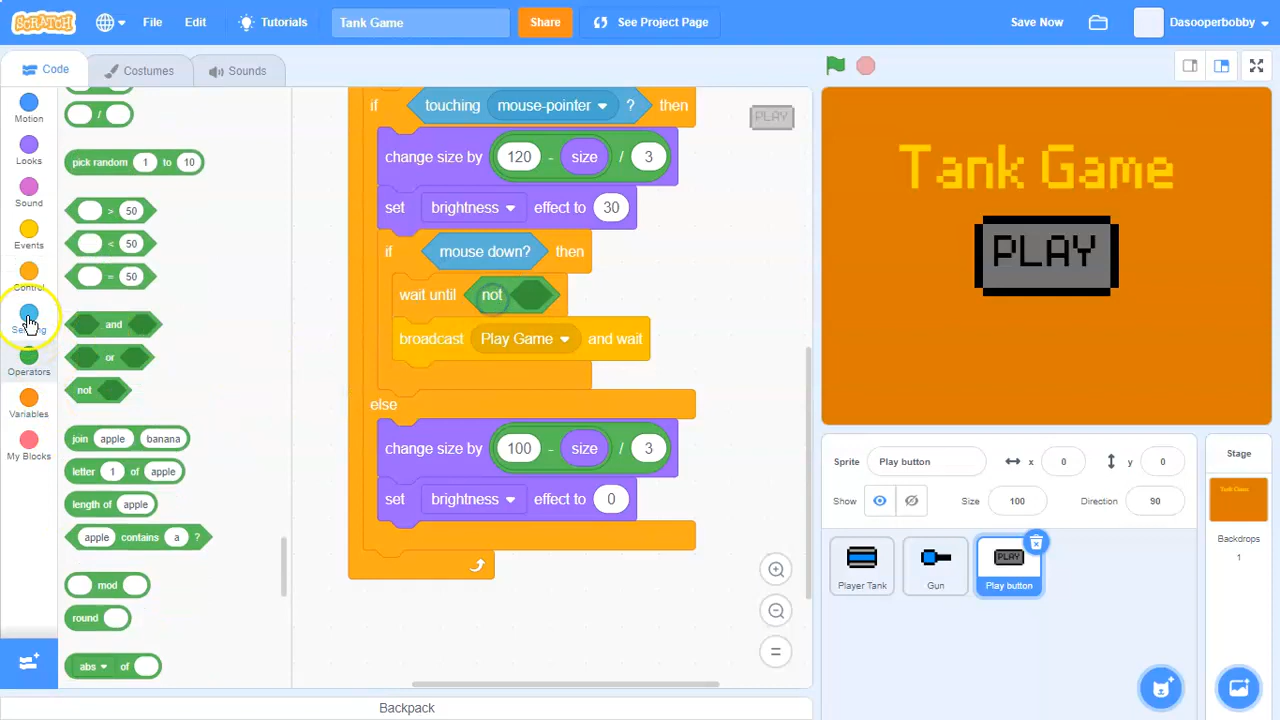 SCRATCH File Edit Tutorials Tank Game Share See Project Page Save Now Dasooperbobby
Code Costumes Sounds
Motion
Looks
Sound
Events
Control
Operators
Variables
My Blocks
/
pick random 1 to 10
> 50
< 50
= 50
and
or
not
join apple banana
letter 1 of apple
length of apple
apple contains a ?
mod
round
abs of
if touching mouse-pointer ? then
change size by 120 - size / 3
set brightness effect to 30
if mouse down? then
wait until not
broadcast Play Game and wait
else
change size by 100 - size / 3
set brightness effect to 0
PLAY
Tank Game
PLAY
Sprite Play button x 0 y 0
Show Size 100 Direction 90
Player Tank
Gun
PLAY
Play button
Stage
Tank Game
Backdrops
1
Backpack